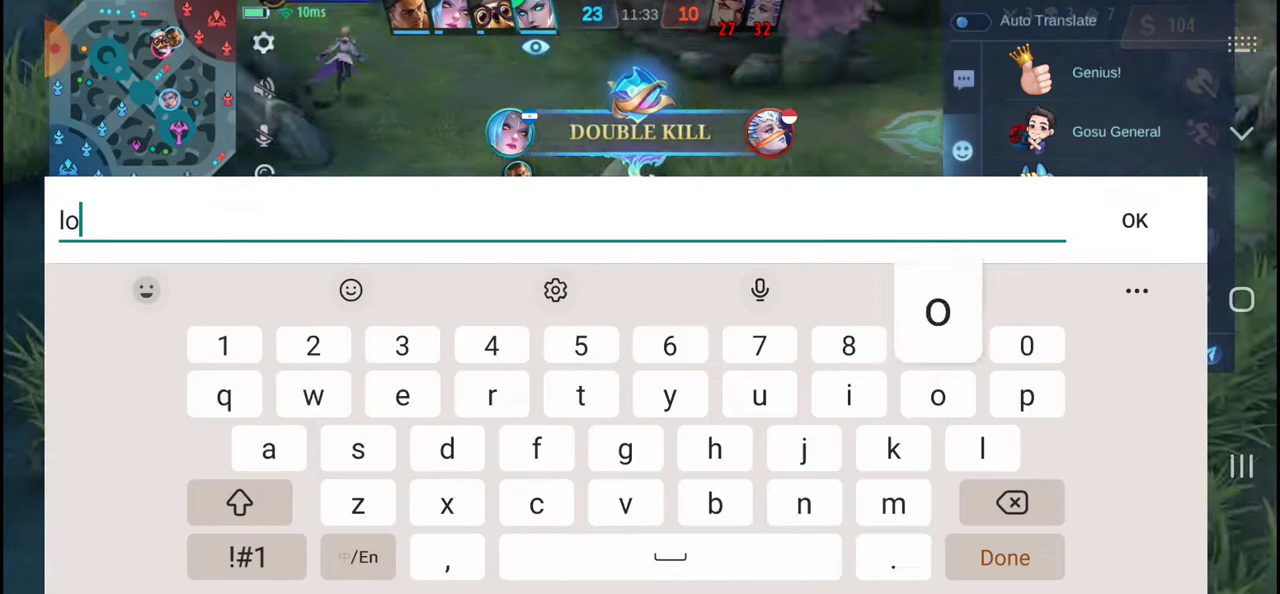 10ms
23 11:33 10
27 32
Auto Translate
104
Genius!
DOUBLE KILL
Gosu General
lo
OK
o
1 2 3 4 5 6 7 8 0
q w e r t y u i o p
a s d f g h j k l
z x c v b n m
!#1 中/En , . Done